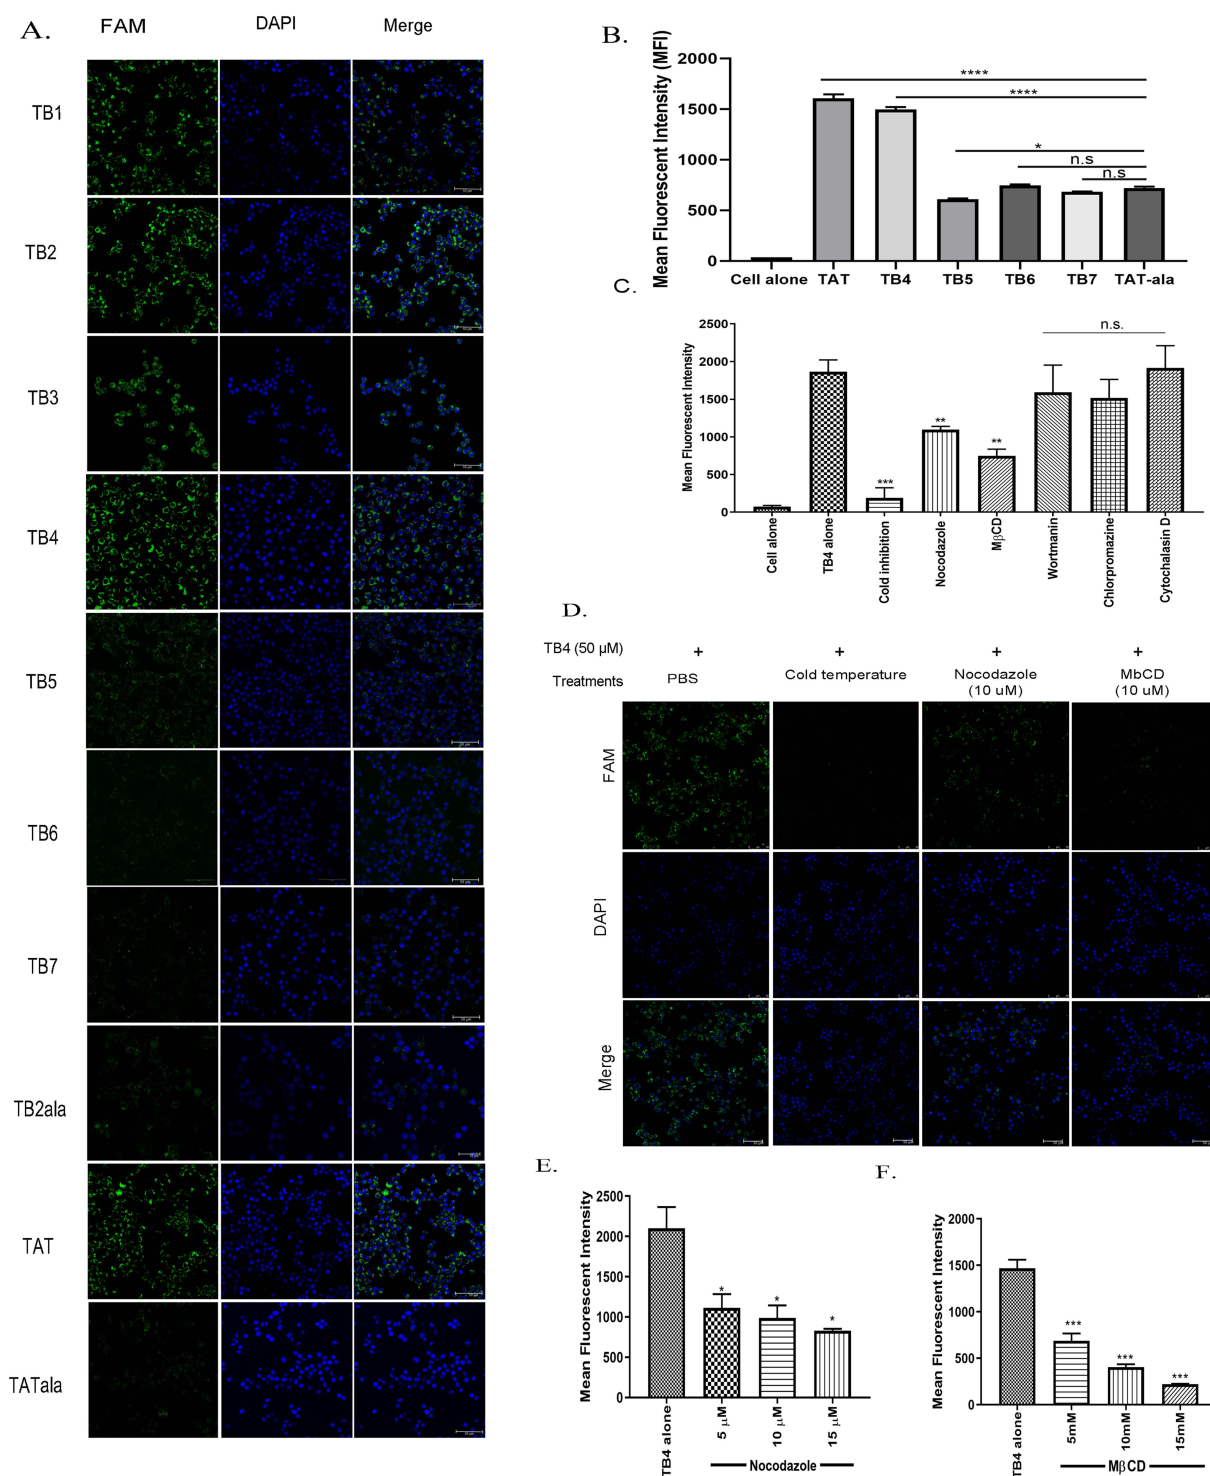 A.
FAM DAPI Merge
TB1
TB2
TB3
TB4
TB5
TB6
TB7
TB2ala
TAT
TATala
B.
Mean Fluorescent Intensity (MFI)
2000
1500
1000
500
0
****
****
*
n.s
n.s
Cell alone TAT TB4 TB5 TB6 TB7 TAT-ala
C.
Mean Fluorescent Intensity
2500
2000
1500
1000
500
0
***
**
**
n.s.
Cell alone
TB4 alone
Cold inhibition
Nocodazole
MβCD
Wortmanin
Chlorpromazine
Cytochalasin D
D.
TB4 (50 µM) + + + +
Treatments PBS Cold temperature Nocodazole (10 uM) MbCD (10 uM)
FAM
DAPI
Merge
E.
Mean Fluorescent Intensity
2500
2000
1500
1000
500
0
*
*
*
TB4 alone
5 µM
10 µM
15 µM
Nocodazole
F.
Mean Fluorescent Intensity
2000
1500
1000
500
0
***
***
***
TB4 alone
5mM
10mM
15mM
MβCD